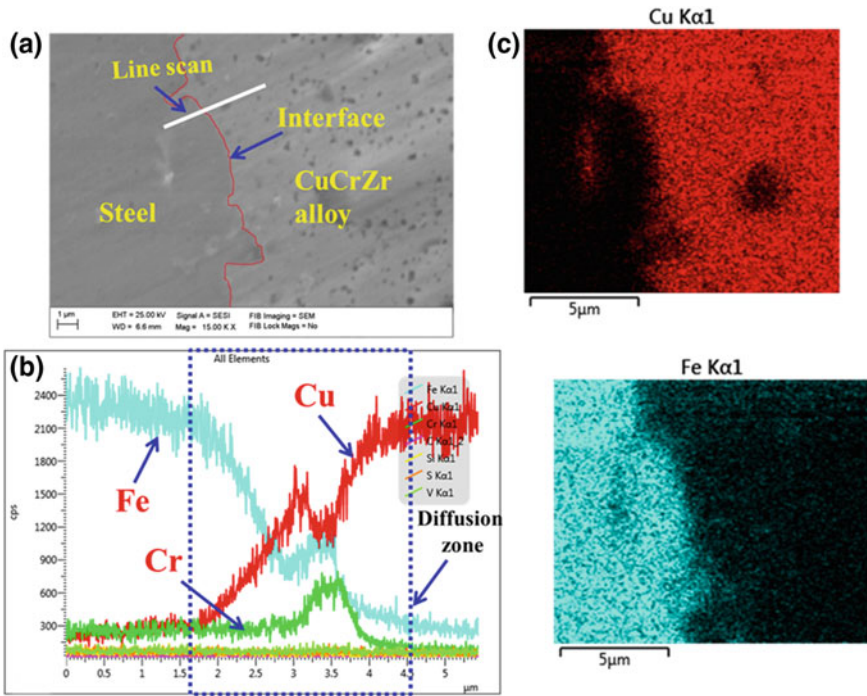 (a)
Line scan
Interface
Steel
CuCrZr
alloy
1 µm
EHT = 25.00 kV
Signal A = SESI
FIB Imaging = SEM
WD = 6.6 mm
Mag = 15.00 K X
FIB Lock Mags = No
(b)
All Elements
cps
2400
2100
1800
1500
1200
900
600
300
0
0.5
1
1.5
2
2.5
3
3.5
4
4.5
5
µm
Fe
Cr
Cu
Diffusion
zone
Fe Kα1
Cu Kα1
Cr Kα1
Si Kα1
S Kα1
V Kα1
(c)
Cu Kα1
5µm
Fe Kα1
5µm